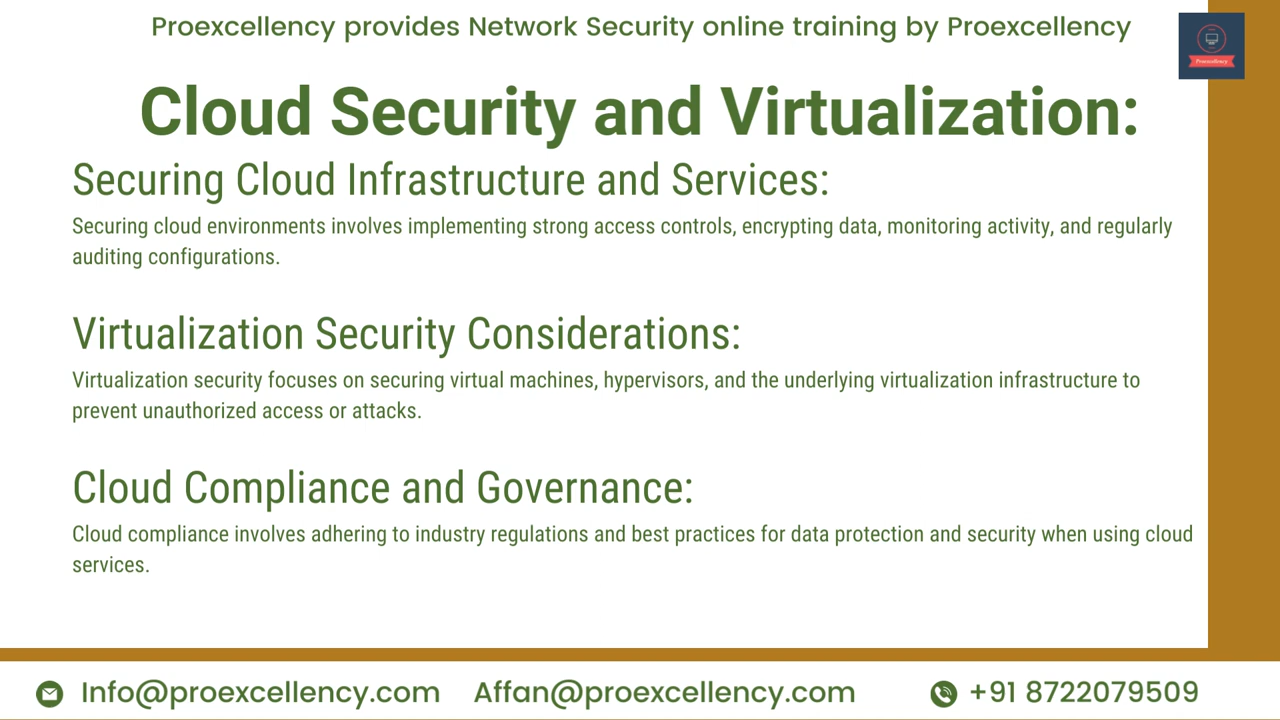 Proexcellency provides Network Security online training by Proexcellency
Proexcellency
Cloud Security and Virtualization:
Securing Cloud Infrastructure and Services:
Securing cloud environments involves implementing strong access controls, encrypting data, monitoring activity, and regularly
auditing configurations.
Virtualization Security Considerations:
Virtualization security focuses on securing virtual machines, hypervisors, and the underlying virtualization infrastructure to
prevent unauthorized access or attacks.
Cloud Compliance and Governance:
Cloud compliance involves adhering to industry regulations and best practices for data protection and security when using cloud
services.
Info@proexcellency.com Affan@proexcellency.com +91 8722079509